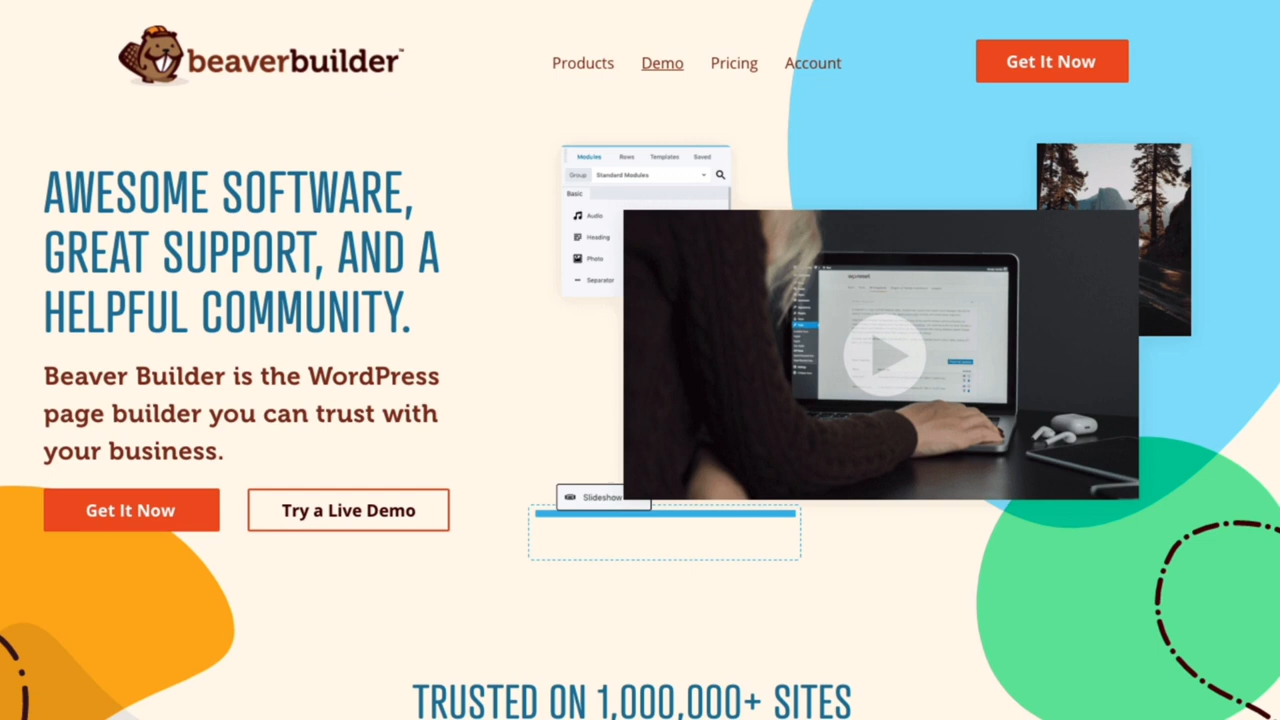 beaverbuilder™
Products Demo Pricing Account
Get It Now
AWESOME SOFTWARE,
GREAT SUPPORT, AND A
HELPFUL COMMUNITY.
Beaver Builder is the WordPress
page builder you can trust with
your business.
Get It Now Try a Live Demo
Modules Rows Templates Saved
Group Standard Modules
Basic
Audio
Heading
Photo
Separator
Slideshow
TRUSTED ON 1,000,000+ SITES